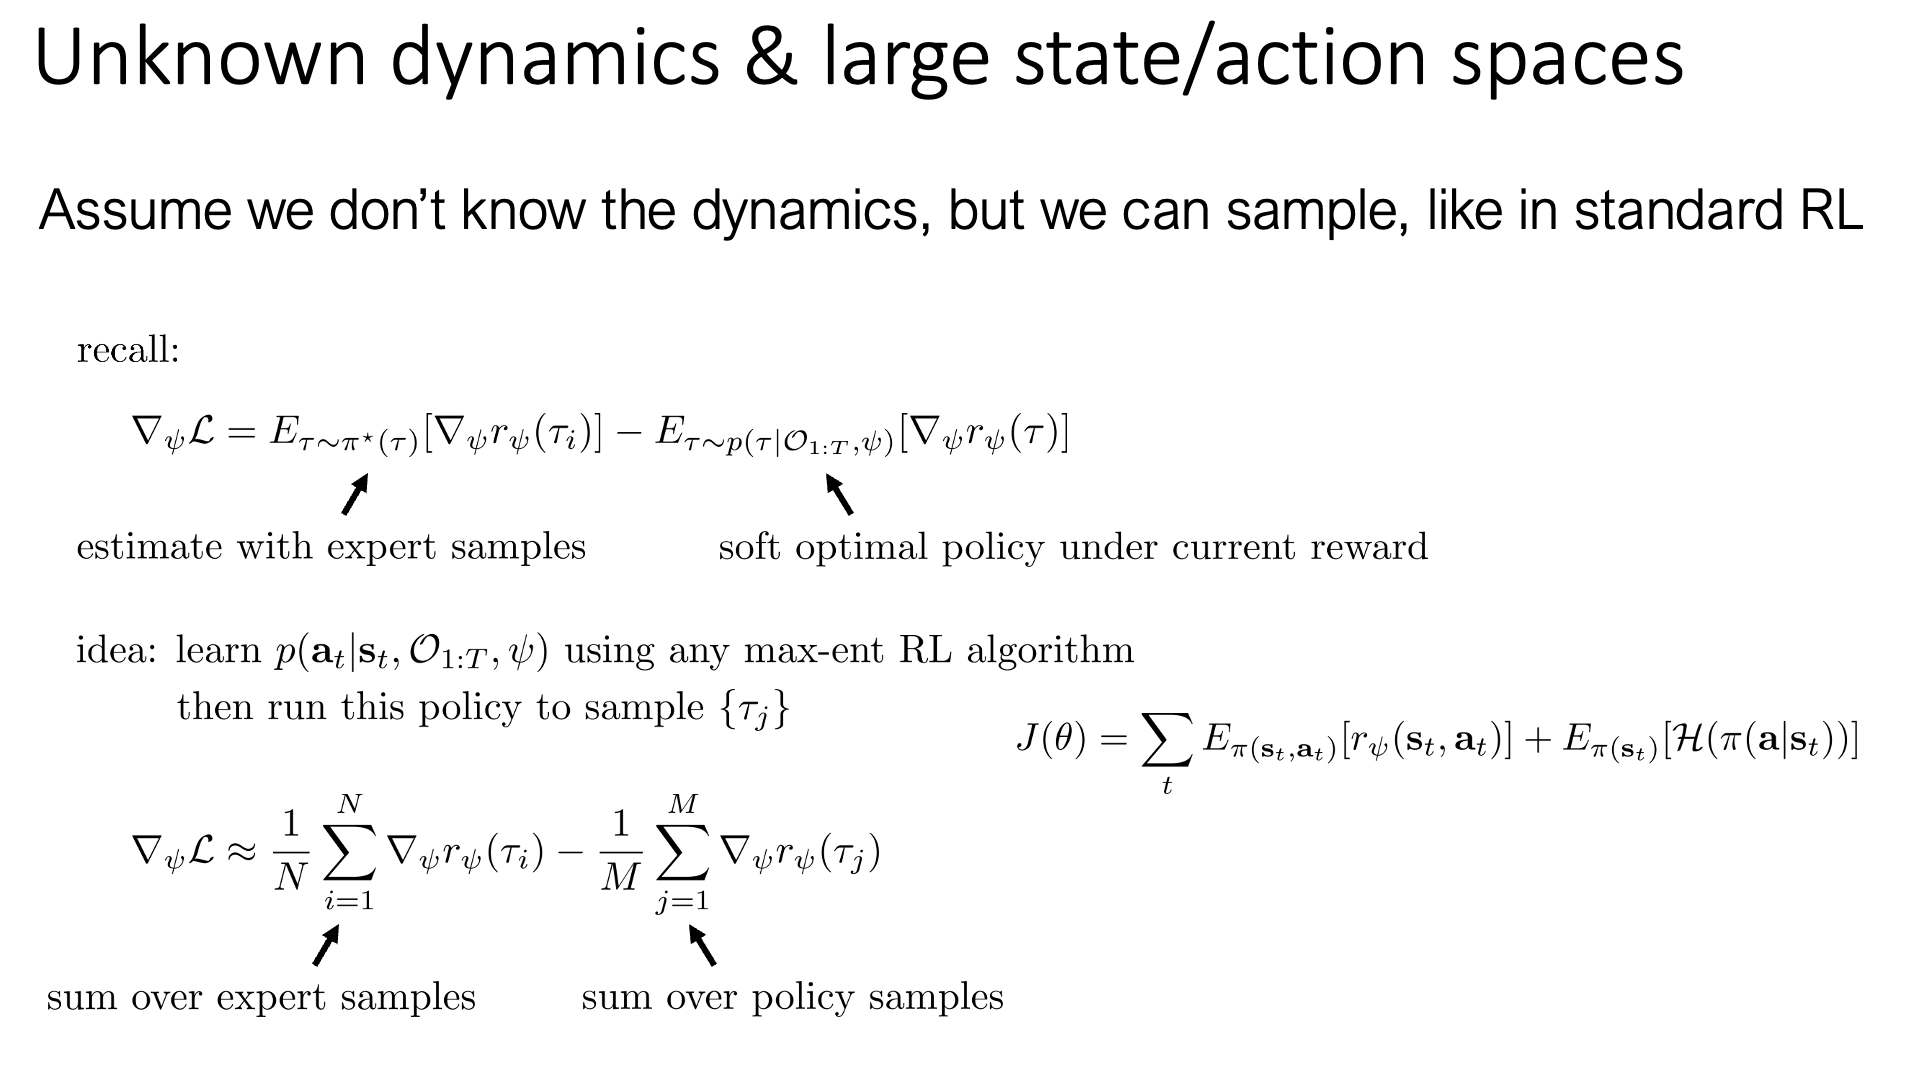 Unknown dynamics & large state/action spaces
Assume we don’t know the dynamics, but we can sample, like in standard RL
recall:
$\nabla_\psi \mathcal{L} = E_{\tau \sim \pi^\star(\tau)}[\nabla_\psi r_\psi(\tau_i)] - E_{\tau \sim p(\tau|\mathcal{O}_{1:T},\psi)}[\nabla_\psi r_\psi(\tau)]$
estimate with expert samples
soft optimal policy under current reward
idea: learn $p(\mathbf{a}_t|\mathbf{s}_t, \mathcal{O}_{1:T}, \psi)$ using any max-ent RL algorithm
then run this policy to sample $\{\tau_j\}$
$J(\theta) = \sum_t E_{\pi(\mathbf{s}_t,\mathbf{a}_t)}[r_\psi(\mathbf{s}_t, \mathbf{a}_t)] + E_{\pi(\mathbf{s}_t)}[\mathcal{H}(\pi(\mathbf{a}|\mathbf{s}_t))]$
$\nabla_\psi \mathcal{L} \approx \frac{1}{N} \sum_{i=1}^{N} \nabla_\psi r_\psi(\tau_i) - \frac{1}{M} \sum_{j=1}^{M} \nabla_\psi r_\psi(\tau_j)$
sum over expert samples
sum over policy samples